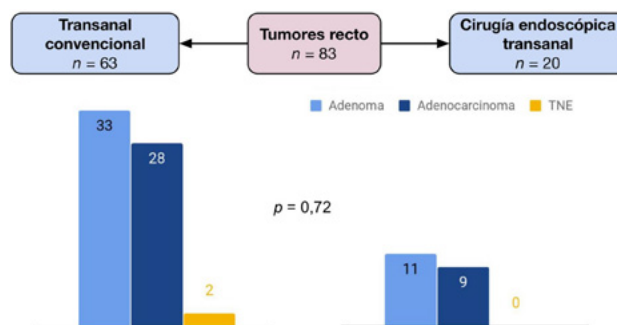 Transanal
convencional
n = 63
Tumores recto
n = 83
Cirugía endoscópica
transanal
n = 20
Adenoma
Adenocarcinoma
TNE
33
28
2
p = 0,72
11
9
0